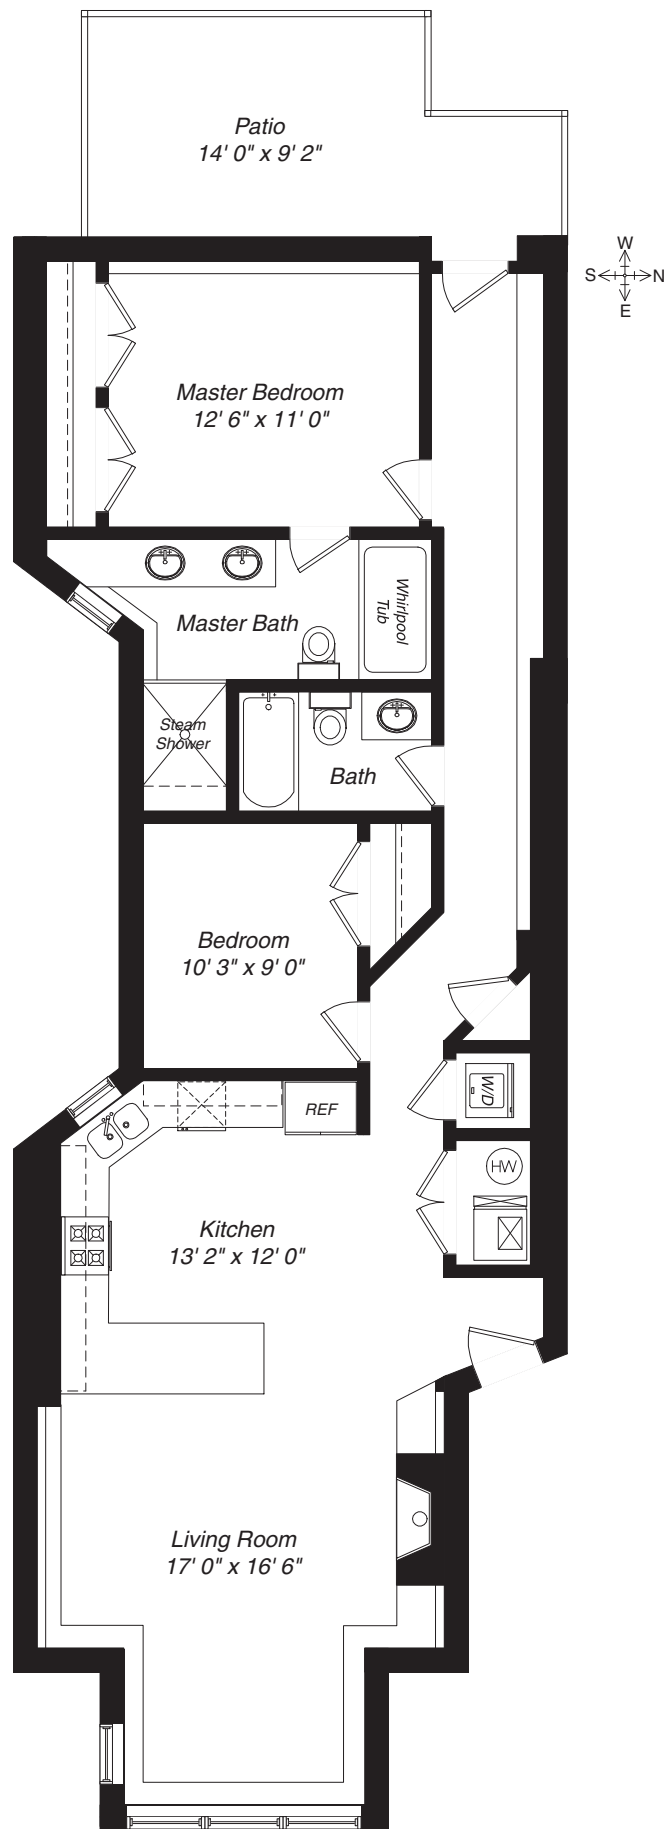 Patio
14' 0" x 9' 2"
W
S N
E
Master Bedroom
12' 6" x 11' 0"
Master Bath
Whirlpool
Tub
Steam
Shower
Bath
Bedroom
10' 3" x 9' 0"
W/D
REF
HW
Kitchen
13' 2" x 12' 0"
Living Room
17' 0" x 16' 6"